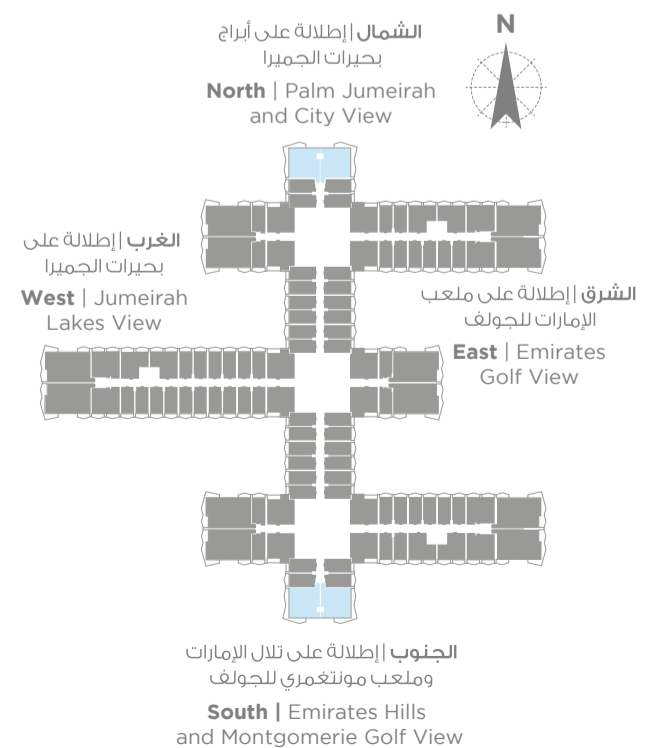 الشمال | إطلالة على أبراج
بحيرات الجميرا
North | Palm Jumeirah
and City View
N
الغرب | إطلالة على
بحيرات الجميرا
West | Jumeirah
Lakes View
الشرق | إطلالة على ملعب
الإمارات للجولف
East | Emirates
Golf View
الجنوب | إطلالة على تلال الإمارات
وملعب مونتغمري للجولف
South | Emirates Hills
and Montgomerie Golf View